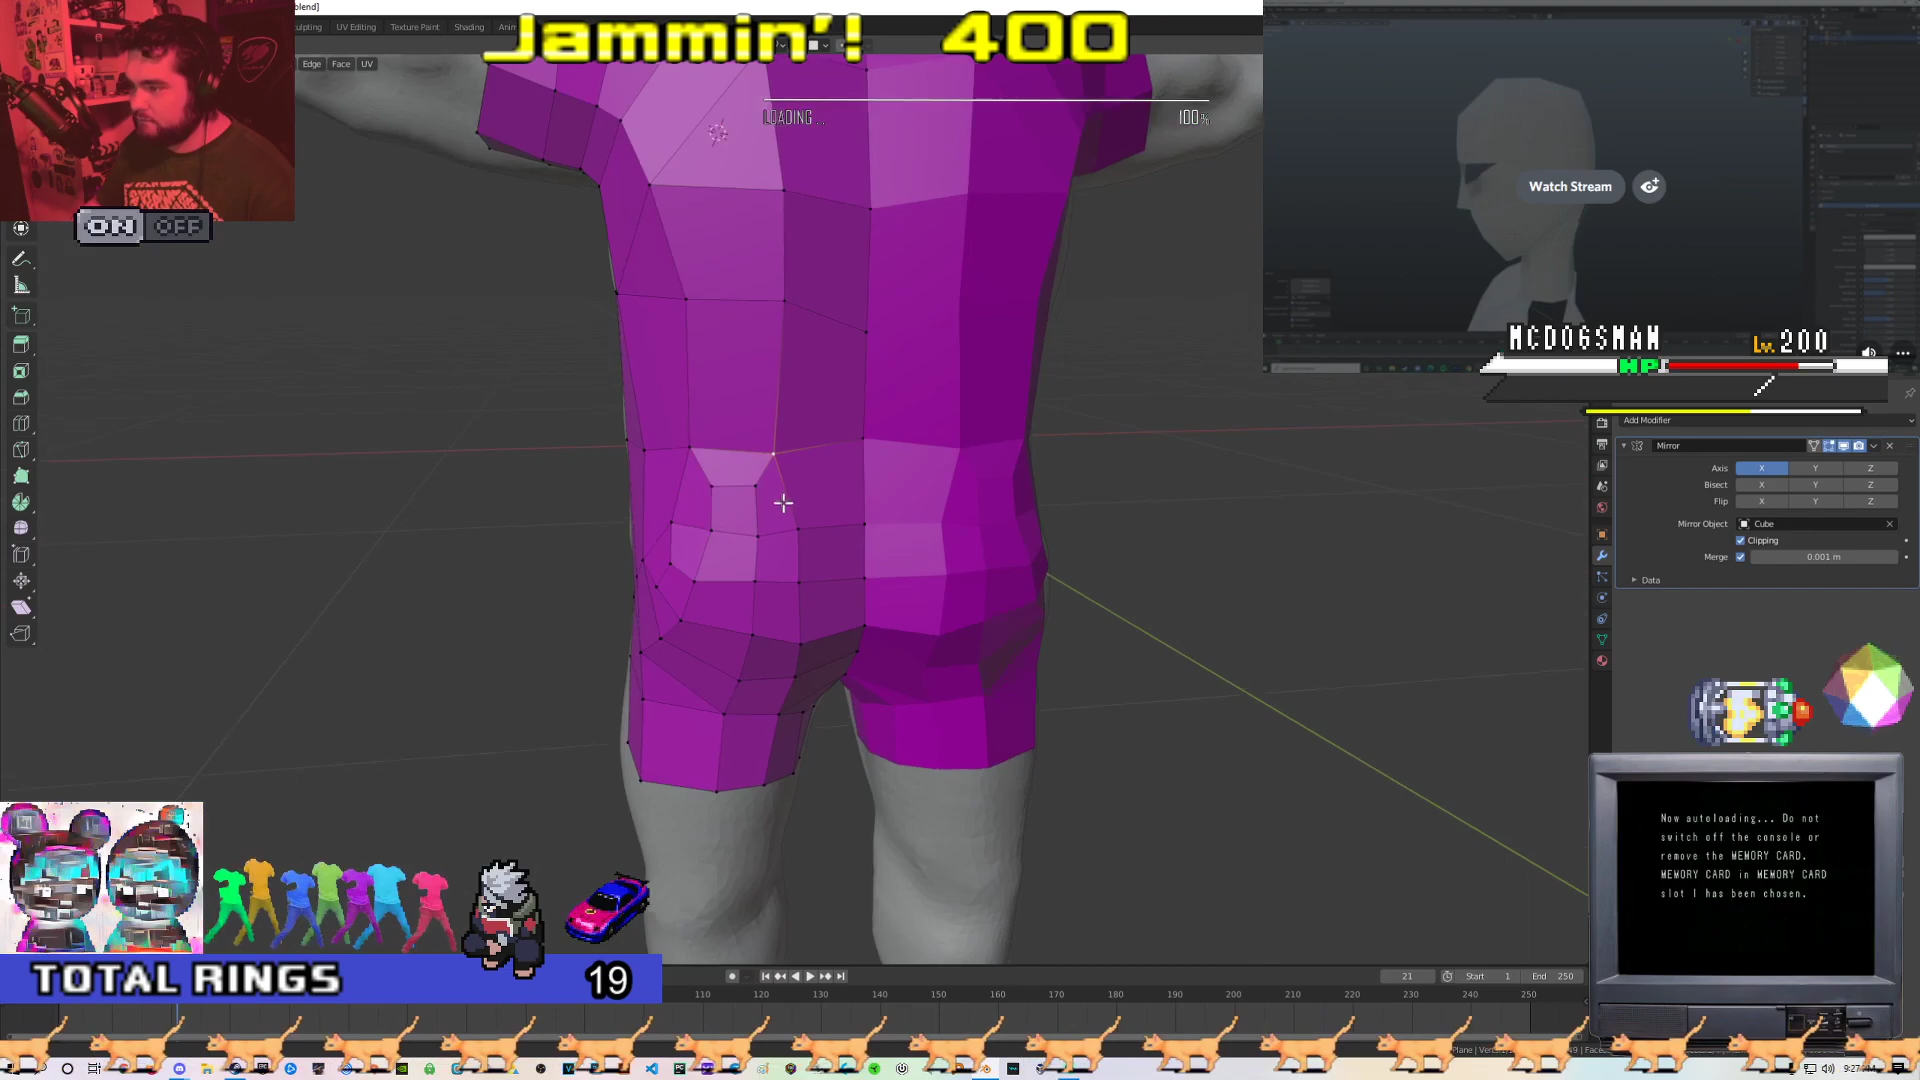 blend]
ulpting UV Editing Texture Paint Shading Anim
Jammin'! 400
Edge Face UV
LOADING .. 100%
Watch Stream
ON OFF
MCDOGSMAN Lv.200
HP
Add Modifier
Mirror
Axis X Y Z
Bisect X Y Z
Flip X Y Z
Mirror Object Cube
Clipping
Merge 0.001 m
Data
Now autoloading... Do not
switch off the console or
remove the MEMORY CARD.
MEMORY CARD in MEMORY CARD
slot 1 has been chosen.
TOTAL RINGS 19
21 Start 1 End 250
110 120 130 140 150 160 170 180 190 200 210 220 230 240 250